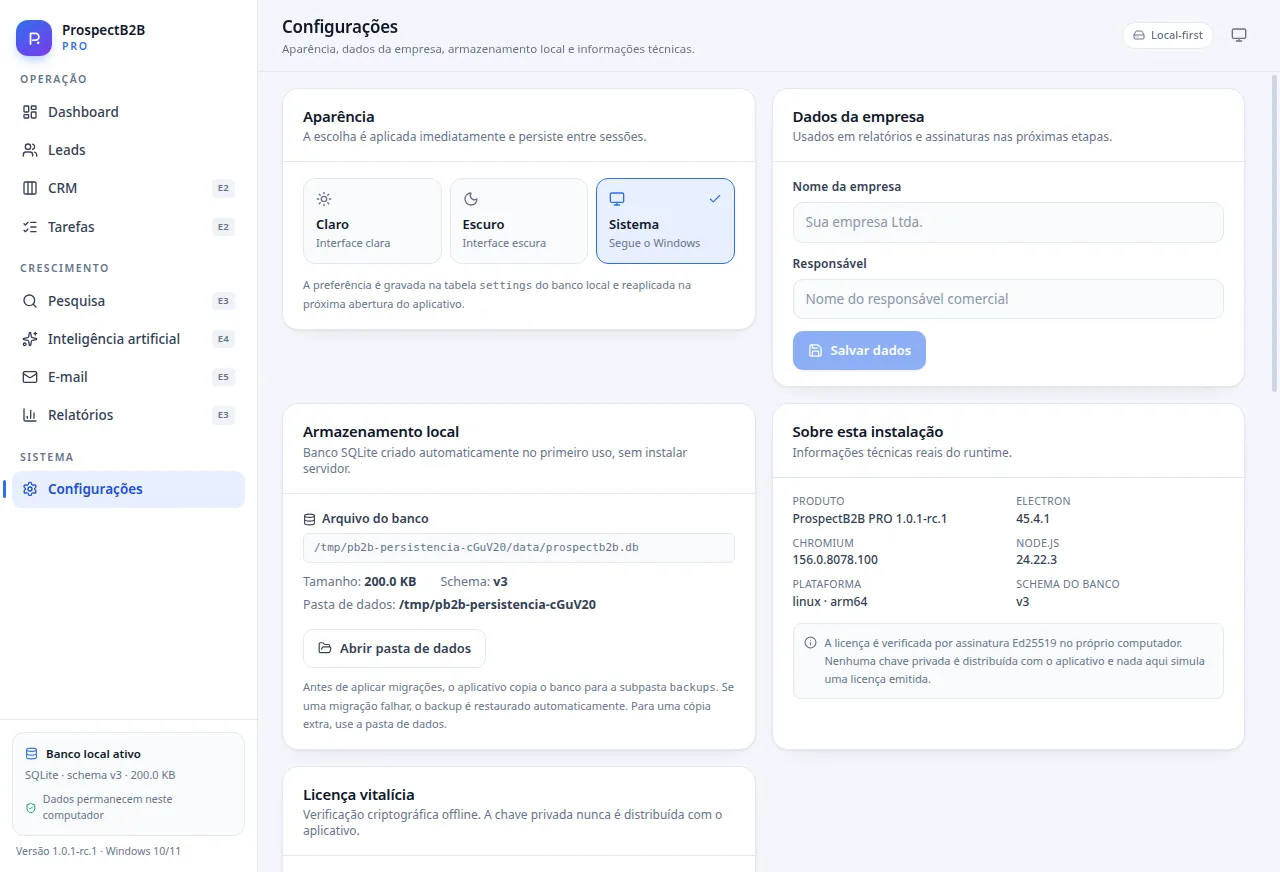 ProspectB2B
PRO
OPERAÇÃO
Dashboard
Leads
CRM
E2
Tarefas
E2
CRESCIMENTO
Pesquisa
E3
Inteligência artificial
E4
E-mail
E5
Relatórios
E3
SISTEMA
Configurações
Banco local ativo
SQLite · schema v3 · 200.0 KB
Dados permanecem neste
computador
Versão 1.0.1-rc.1 · Windows 10/11
Configurações
Aparência, dados da empresa, armazenamento local e informações técnicas.
Local-first
Aparência
A escolha é aplicada imediatamente e persiste entre sessões.
Claro
Interface clara
Escuro
Interface escura
Sistema
Segue o Windows
A preferência é gravada na tabela settings do banco local e reaplicada na
próxima abertura do aplicativo.
Dados da empresa
Usados em relatórios e assinaturas nas próximas etapas.
Nome da empresa
Sua empresa Ltda.
Responsável
Nome do responsável comercial
Salvar dados
Armazenamento local
Banco SQLite criado automaticamente no primeiro uso, sem instalar
servidor.
Arquivo do banco
/tmp/pb2b-persistencia-cGuV20/data/prospectb2b.db
Tamanho: 200.0 KB Schema: v3
Pasta de dados: /tmp/pb2b-persistencia-cGuV20
Abrir pasta de dados
Antes de aplicar migrações, o aplicativo copia o banco para a subpasta backups. Se
uma migração falhar, o backup é restaurado automaticamente. Para uma cópia
extra, use a pasta de dados.
Sobre esta instalação
Informações técnicas reais do runtime.
PRODUTO
ProspectB2B PRO 1.0.1-rc.1
ELECTRON
45.4.1
CHROMIUM
156.0.8078.100
NODE.JS
24.22.3
PLATAFORMA
linux · arm64
SCHEMA DO BANCO
v3
A licença é verificada por assinatura Ed25519 no próprio computador.
Nenhuma chave privada é distribuída com o aplicativo e nada aqui simula
uma licença emitida.
Licença vitalícia
Verificação criptográfica offline. A chave privada nunca é distribuída com o
aplicativo.